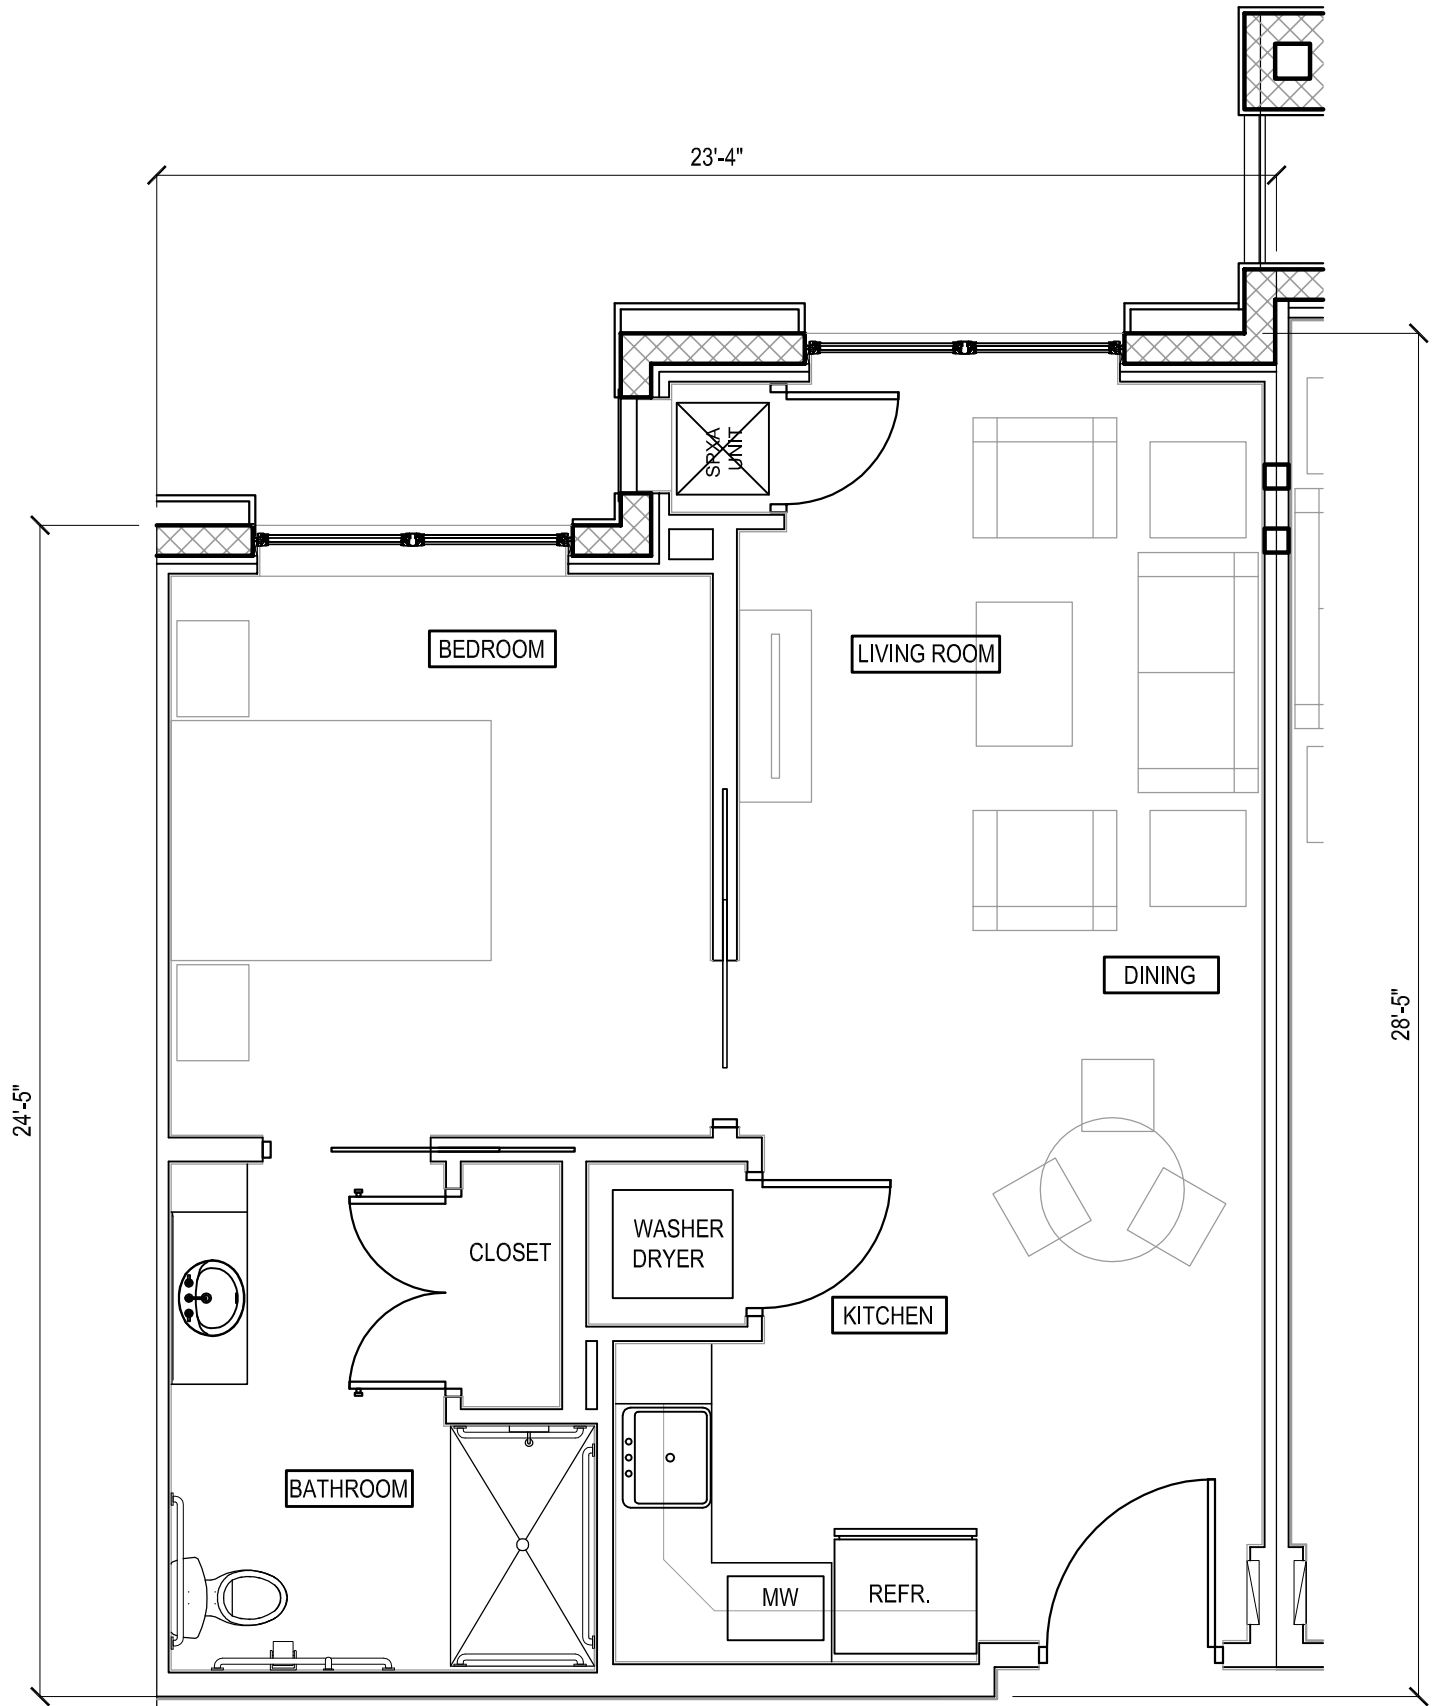 23'-4"
SPXA
UNIT
BEDROOM
LIVING ROOM
DINING
28'-5"
24'-5"
WASHER
DRYER
CLOSET
KITCHEN
BATHROOM
MW
REFR.